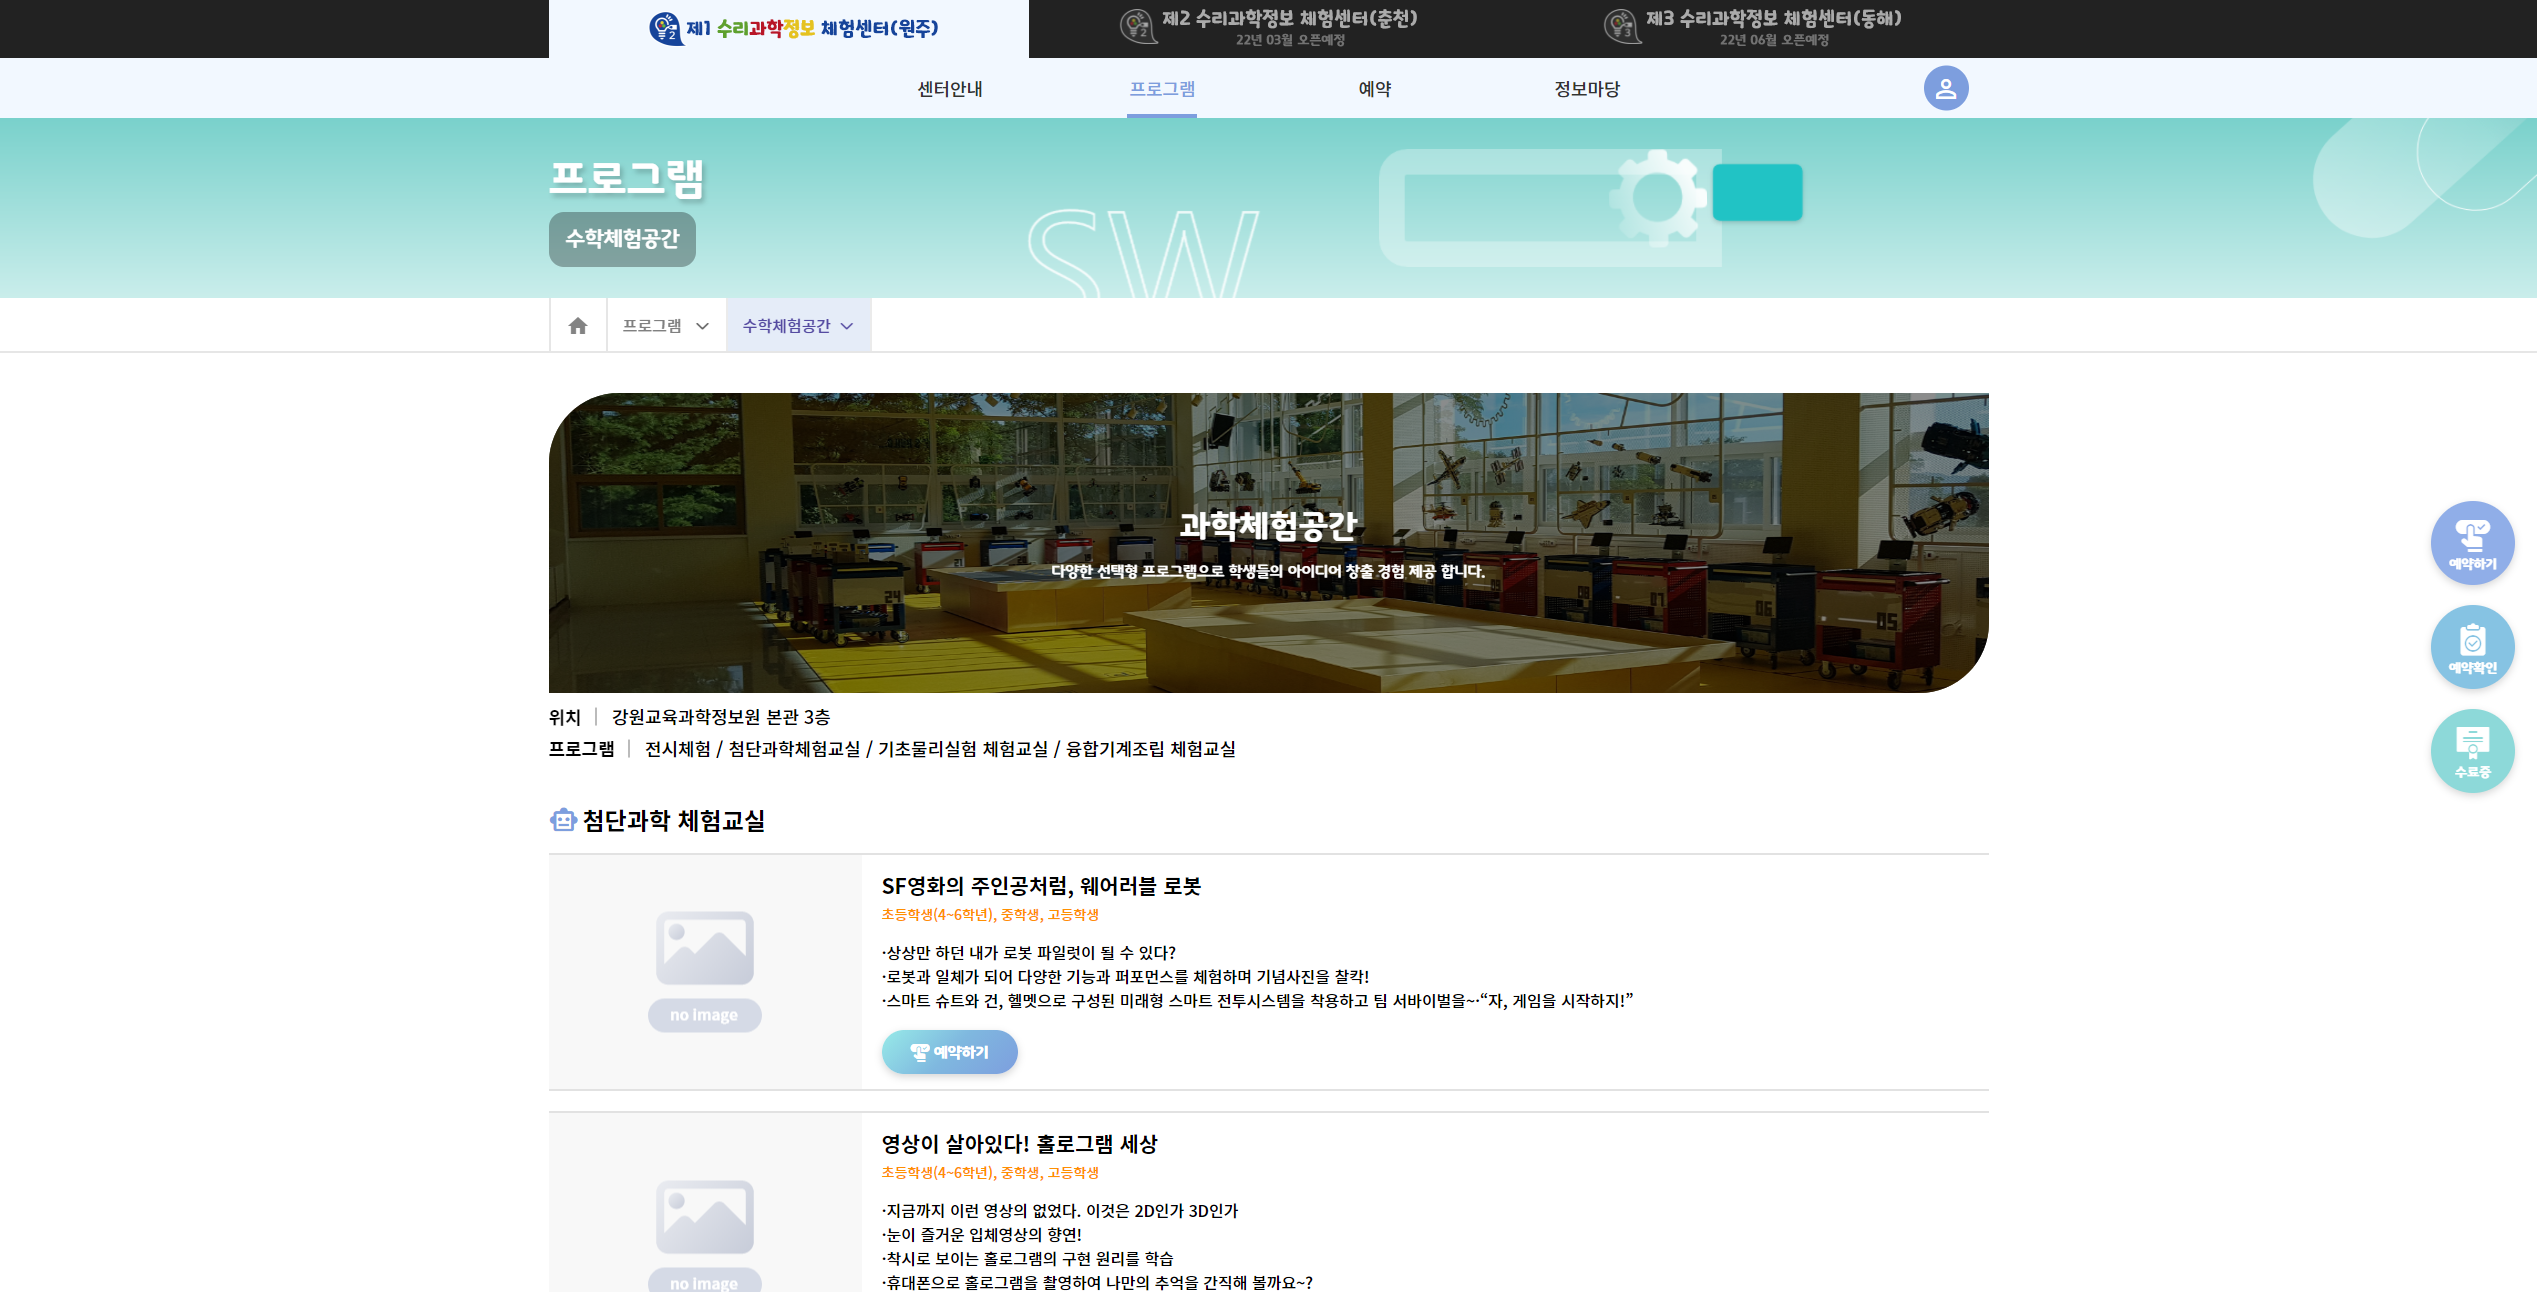 제1 수리과학정보 체험센터(원주)
제2 수리과학정보 체험센터(춘천)
22년 03월 오픈예정
제3 수리과학정보 체험센터(동해)
22년 06월 오픈예정
센터안내
프로그램
예약
정보마당
프로그램
수학체험공간
SW
프로그램
수학체험공간
과학체험공간
다양한 선택형 프로그램으로 학생들의 아이디어 창출 경험 제공 합니다.
24
21
08
07
06
05
예약하기
예약확인
수료증
위치 | 강원교육과학정보원 본관 3층
프로그램 | 전시체험 / 첨단과학체험교실 / 기초물리실험 체험교실 / 융합기계조립 체험교실
첨단과학 체험교실
no image
SF영화의 주인공처럼, 웨어러블 로봇
초등학생(4~6학년), 중학생, 고등학생
·상상만 하던 내가 로봇 파일럿이 될 수 있다?
·로봇과 일체가 되어 다양한 기능과 퍼포먼스를 체험하며 기념사진을 찰칵!
·스마트 슈트와 건, 헬멧으로 구성된 미래형 스마트 전투시스템을 착용하고 팀 서바이벌을~·“자, 게임을 시작하지!”
예약하기
no image
영상이 살아있다! 홀로그램 세상
초등학생(4~6학년), 중학생, 고등학생
·지금까지 이런 영상의 없었다. 이것은 2D인가 3D인가
·눈이 즐거운 입체영상의 향연!
·착시로 보이는 홀로그램의 구현 원리를 학습
·휴대폰으로 홀로그램을 촬영하여 나만의 추억을 간직해 볼까요~?